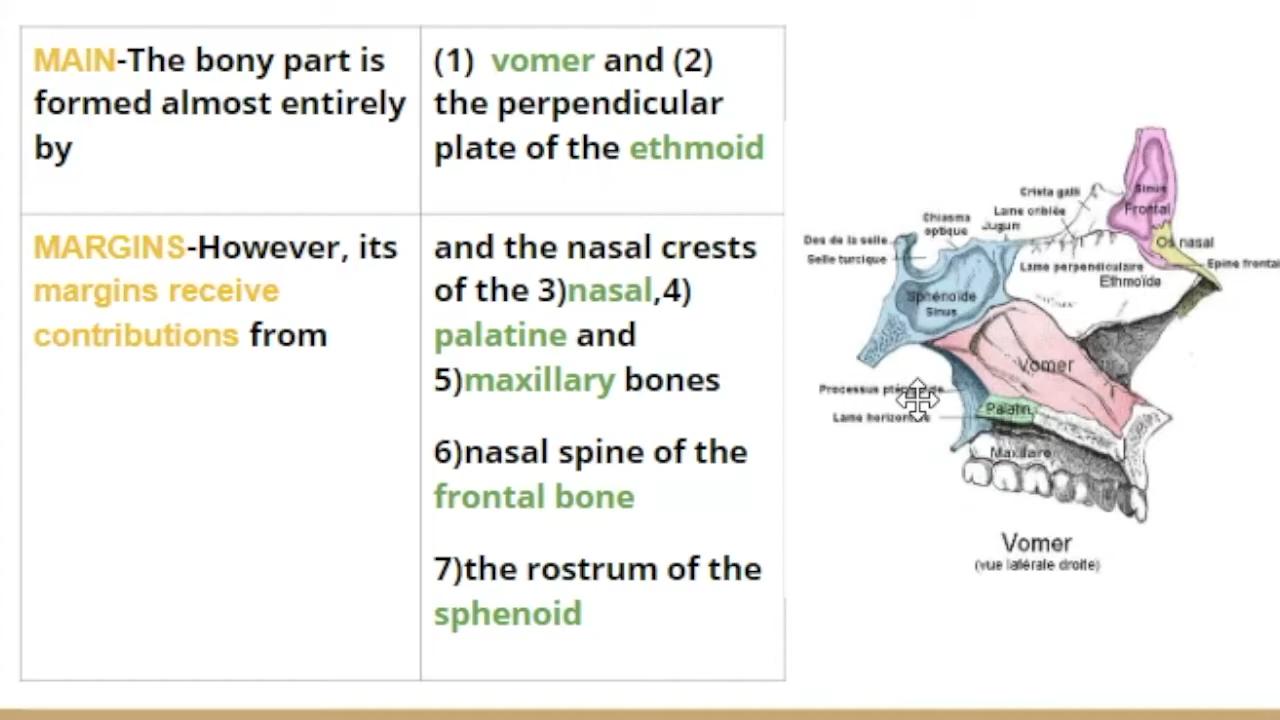 MAIN-The bony part is
formed almost entirely
by
(1) vomer and (2)
the perpendicular
plate of the ethmoid
MARGINS-However, its
margins receive
contributions from
and the nasal crests
of the 3)nasal,4)
palatine and
5)maxillary bones
6)nasal spine of the
frontal bone
7)the rostrum of the
sphenoid
Sinus
Frontal
Crista galli
Lame criblée
Chiasma
optique
Jugum
Dos de la selle
Selle turcique
Os nasal
Epine frontal
Lame perpendiculaire
Ethmoïde
Sphénoïde
Sinus
Vomer
Processus
Lame
Palatin
Maxillaire
Vomer
(vue latérale droite)